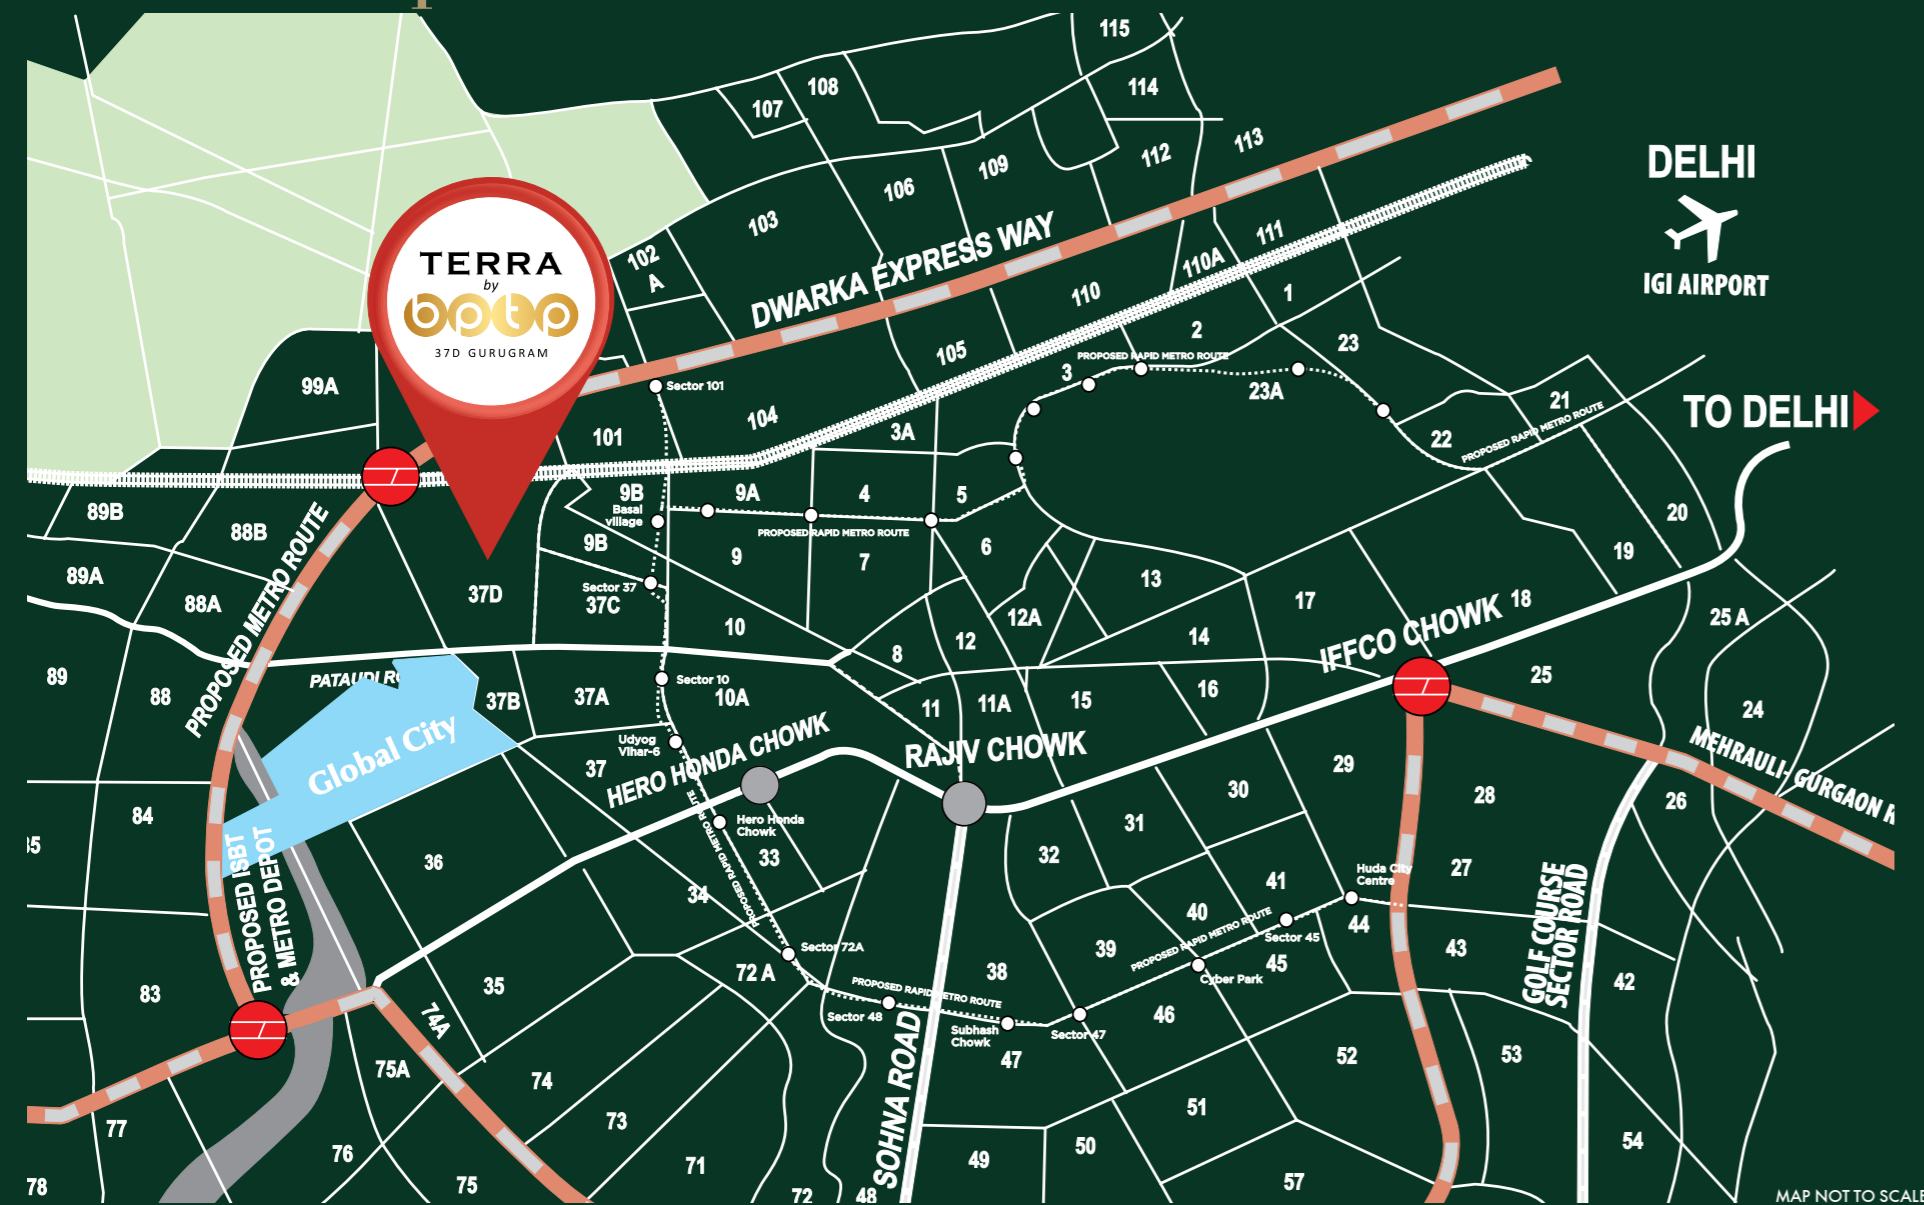 115
108
107
114
113
112
109
106
103
102
A
111
110A
110
DWARKA EXPRESS WAY
DELHI
IGI AIRPORT
TERRA
by
bptp
37D GURUGRAM
1
2
23
105
PROPOSED RAPID METRO ROUTE
3
23A
99A
Sector 101
104
101
3A
21
22
PROPOSED RAPID METRO ROUTE
TO DELHI
9B
Basai
village
9A
4
5
PROPOSED RAPID METRO ROUTE
89B
88B
20
19
9B
9
7
6
13
89A
88A
PROPOSED METRO ROUTE
37D
Sector 37
37C
10
12A
17
18
IFFCO CHOWK
25 A
8
12
14
89
88
PATAUDI RO
37B
37A
Sector 10
10A
11
11A
15
16
25
24
Global City
Udyog
Vihar-6
37
HERO HONDA CHOWK
RAJIV CHOWK
MEHRAULI-GURGAON R
29
30
28
26
84
35
Hero Honda
Chowk
33
31
32
36
34
PROPOSED RAPID METRO ROUTE
41
Huda City
Centre
27
40
44
PROPOSED RAPID METRO ROUTE
Sector 45
45
Cyber Park
39
43
GOLF COURSE
SECTOR ROAD
42
PROPOSED ISBT
& METRO DEPOT
83
35
74A
Sector 72A
72 A
38
PROPOSED RAPID METRO ROUTE
Sector 48
Subhash
Chowk
Sector 47
46
47
52
53
75A
74
73
SOHNA ROAD
51
50
77
76
71
49
54
78
75
72
48
57
MAP NOT TO SCALE